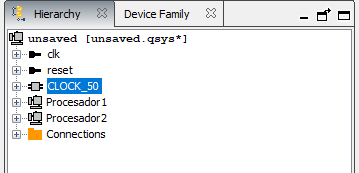 Hierarchy Device Family
unsaved [unsaved.qsys*]
clk
reset
CLOCK_50
Procesador1
Procesador2
Connections